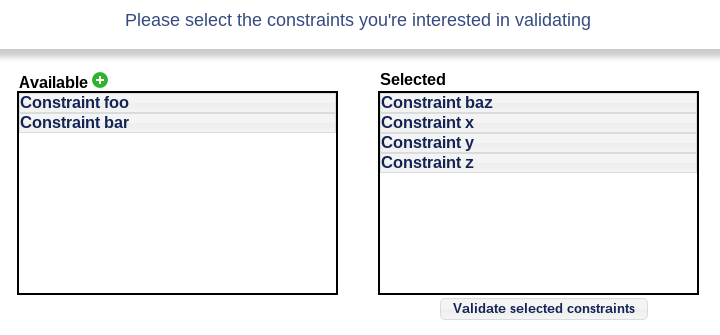 Please select the constraints you're interested in validating
Available
Constraint foo
Constraint bar
Selected
Constraint baz
Constraint x
Constraint y
Constraint z
Validate selected constraints